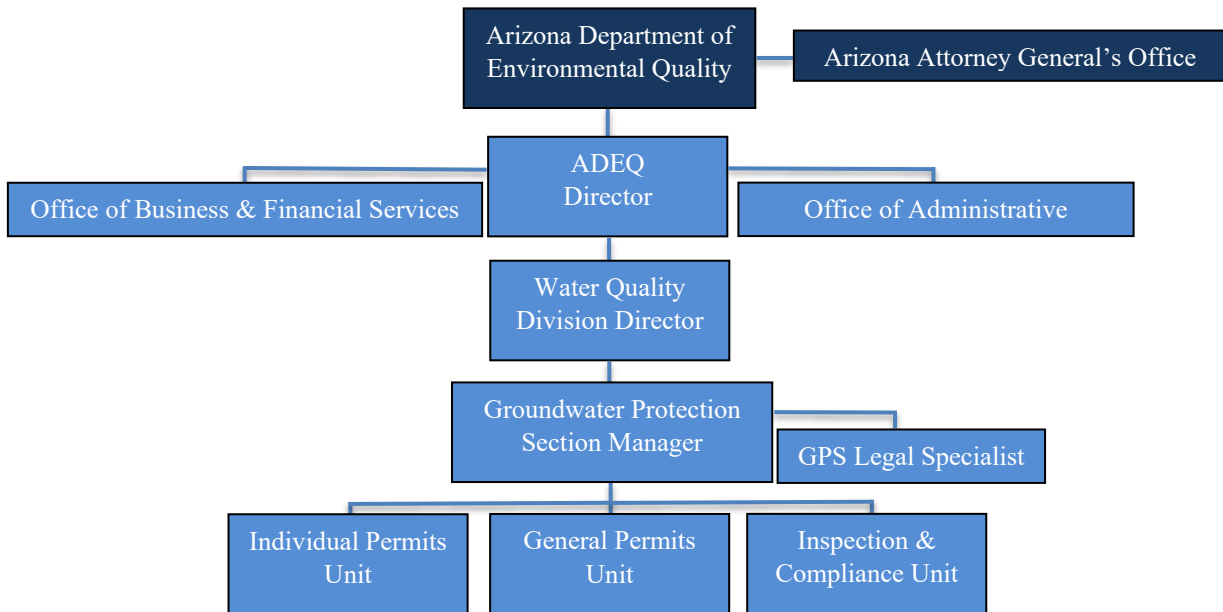 Arizona Department of
Environmental Quality
Arizona Attorney General’s Office
ADEQ
Director
Office of Business & Financial Services
Office of Administrative
Water Quality
Division Director
Groundwater Protection
Section Manager
GPS Legal Specialist
Individual Permits
Unit
General Permits
Unit
Inspection &
Compliance Unit